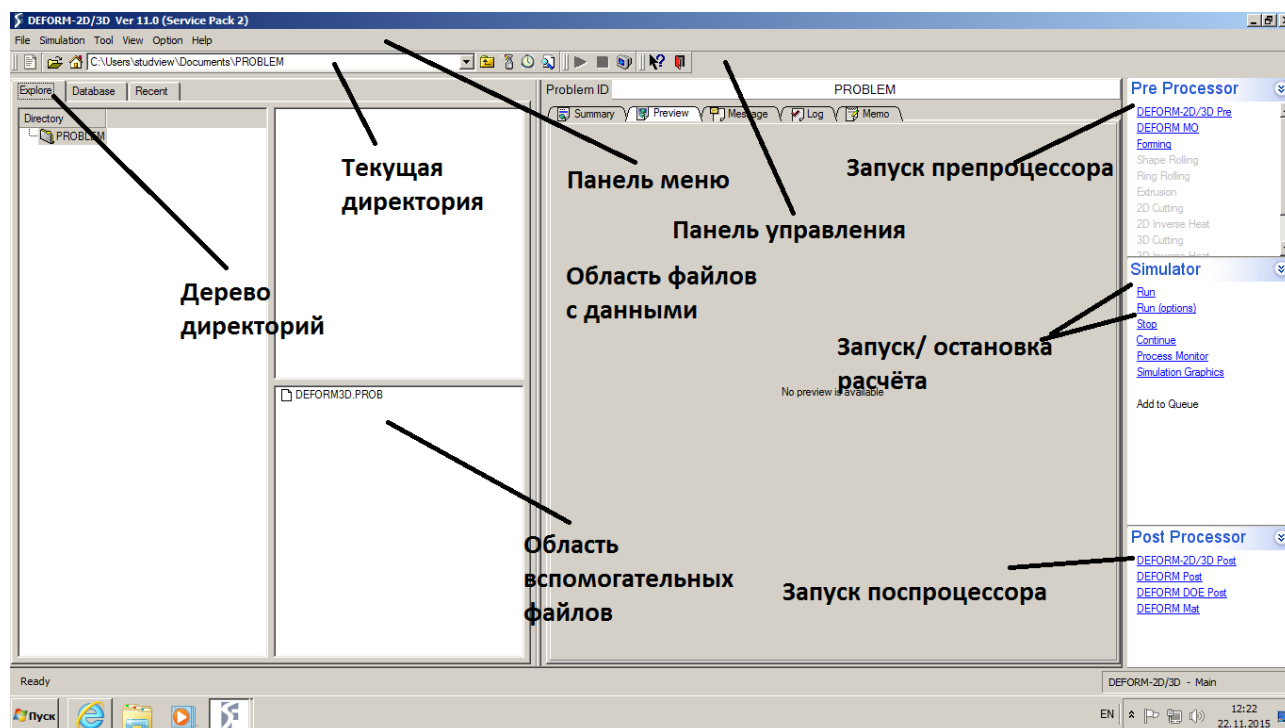 DEFORM-2D/3D Ver 11.0 (Service Pack 2)
File Simulation Tool View Option Help
C:\Users\studview\Documents\PROBLEM
Explore Database Recent
Directory
PROBLEM
Problem ID PROBLEM
Summary Preview Message Log Memo
Текущая
директория
Панель меню
Запуск препроцессора
Панель управления
Дерево
директорий
Область файлов
с данными
Запуск/ остановка
расчёта
No preview is available
DEFORM3D.PROB
Область
вспомогательных
файлов
Запуск поспроцессора
Pre Processor
DEFORM-2D/3D Pre
DEFORM MO
Forming
Shape Rolling
Ring Rolling
Extrusion
2D Cutting
2D Inverse Heat
3D Cutting
3D Inverse Heat
Simulator
Run
Run (options)
Stop
Continue
Process Monitor
Simulation Graphics
Add to Queue
Post Processor
DEFORM-2D/3D Post
DEFORM Post
DEFORM DOE Post
DEFORM Mat
Ready
DEFORM-2D/3D - Main
Пуск
EN
12:22
22.11.2015